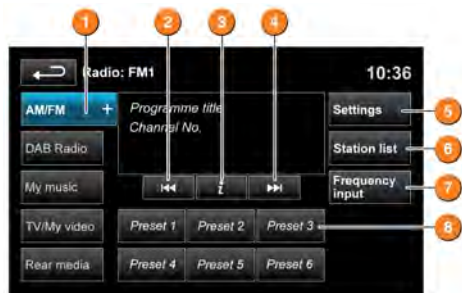 1 2 3 4
Radio: FM1 10:36
AM/FM + Programme title Settings 5
Channel No.
DAB Radio Station list 6
My music i Frequency input 7
TV/My video Preset 1 Preset 2 Preset 3 8
Rear media Preset 4 Preset 5 Preset 6